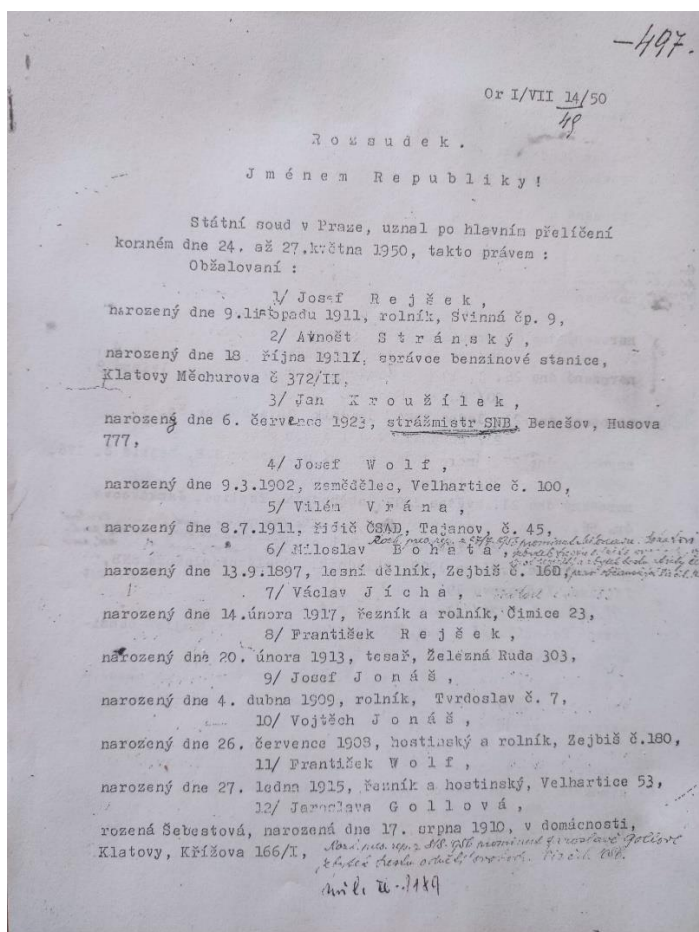 -497.
Or I/VII 14/50
49
Rozsudek.
Jménem Republiky!
Státní soud v Praze, uznal po hlavním přelíčení
konaném dne 24. až 27.května 1950, takto právem :
Obžalovaní :
1/ Josef Rejšek,
narozený dne 9.listopadu 1911, rolník, Svinná čp. 9,
2/ Arnošt Stránský,
narozený dne 18 října 1911, správce benzinové stanice,
Klatovy Měchurova č 372/II,
3/ Jan Kroužílek,
narozený dne 6. července 1923, strážmistr SNB, Benešov, Husova
777,
4/ Josef Wolf,
narozený dne 9.3.1902, zemědělec, Velhartice č. 100,
5/ Vilém Vrána,
narozený dne 8.7.1911, řidič ČSAD, Tajanov, č. 45,
6/ Miloslav Bohatá,
narozený dne 13.9.1897, lesní dělník, Zejbiš č. 160,
7/ Václav Jícha,
narozený dne 14.února 1917, řezník a rolník, Čimice 23,
8/ František Rejšek,
narozený dne 20. února 1913, tesař, Železná Ruda 303,
9/ Josef Jonáš,
narozený dne 4. dubna 1909, rolník, Tvrdoslav č. 7,
10/ Vojtěch Jonáš,
narozený dne 26. července 1908, hostinský a rolník, Zejbiš č.180,
11/ František Wolf,
narozený dne 27. ledna 1915, řezník a hostinský, Velhartice 53,
12/ Jaroslava Gollová,
rozená Šebestová, narozená dne 17. srpna 1910, v domácnosti,
Klatovy, Křížova 166/I,